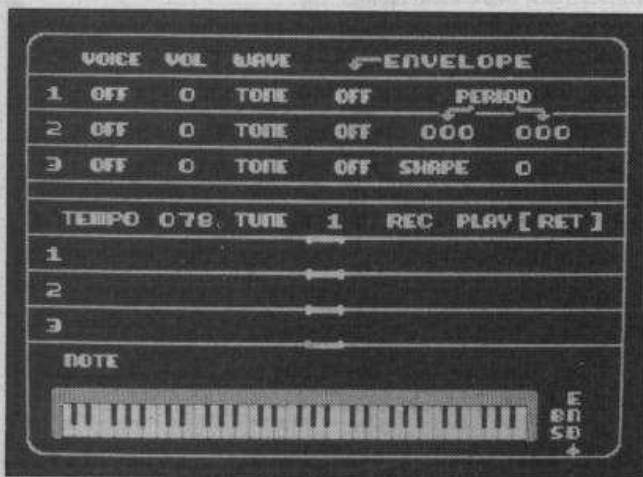 VOICE VOL WAVE ENVELOPE
1 OFF 0 TONE OFF PERIOD
2 OFF 0 TONE OFF 000 000
3 OFF 0 TONE OFF SHAPE 0
TEMPO 078 TUNE 1 REC PLAY [ RET ]
1
2
3
NOTE
E